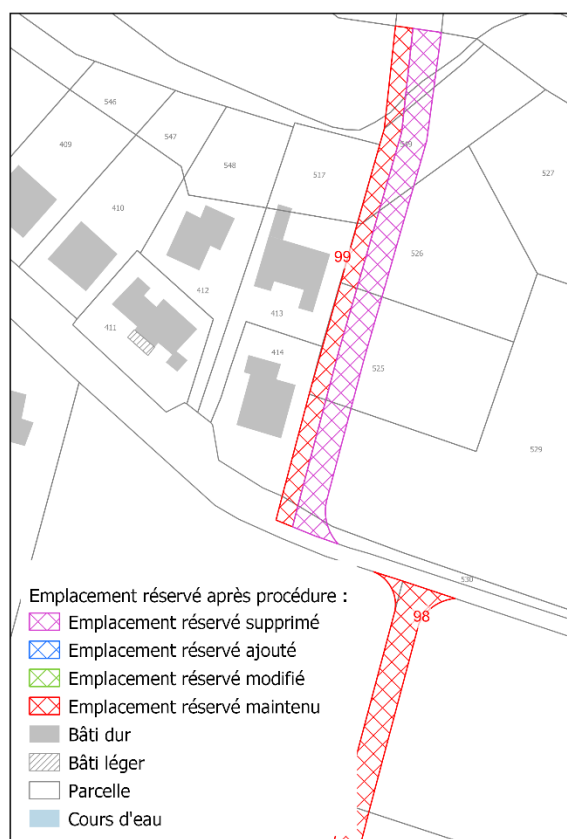 546
547
409
548
517
549
527
410
99
526
412
413
411
414
525
529
530
98
Emplacement réservé après procédure :
Emplacement réservé supprimé
Emplacement réservé ajouté
Emplacement réservé modifié
Emplacement réservé maintenu
Bâti dur
Bâti léger
Parcelle
Cours d'eau